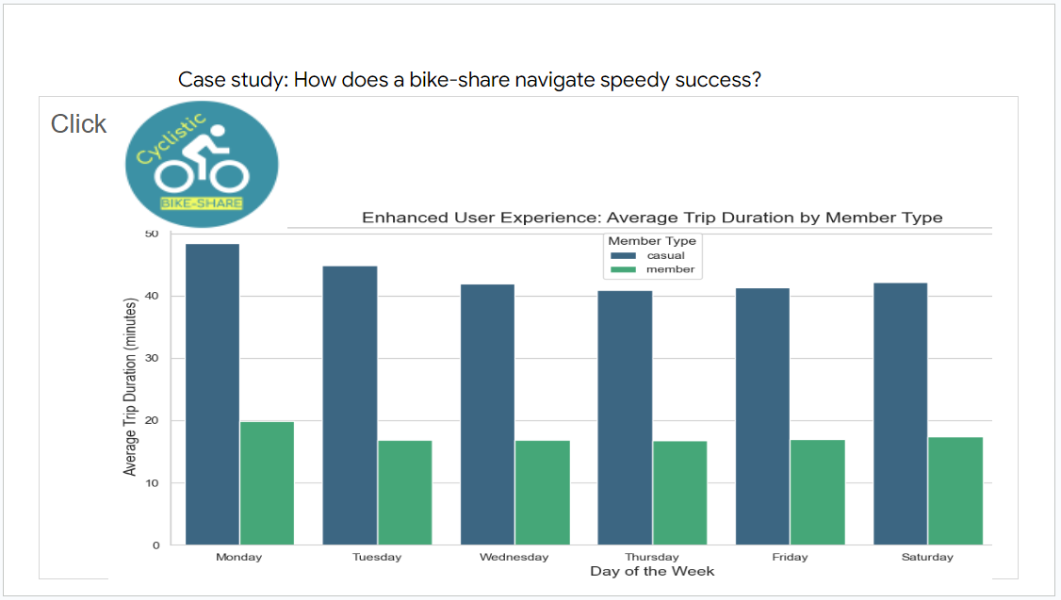 Case study: How does a bike-share navigate speedy success?
Click
Cyclistic
BIKE-SHARE
Enhanced User Experience: Average Trip Duration by Member Type
Member Type
casual
member
Average Trip Duration (minutes)
50
40
30
20
10
0
Monday Tuesday Wednesday Thursday Friday Saturday
Day of the Week